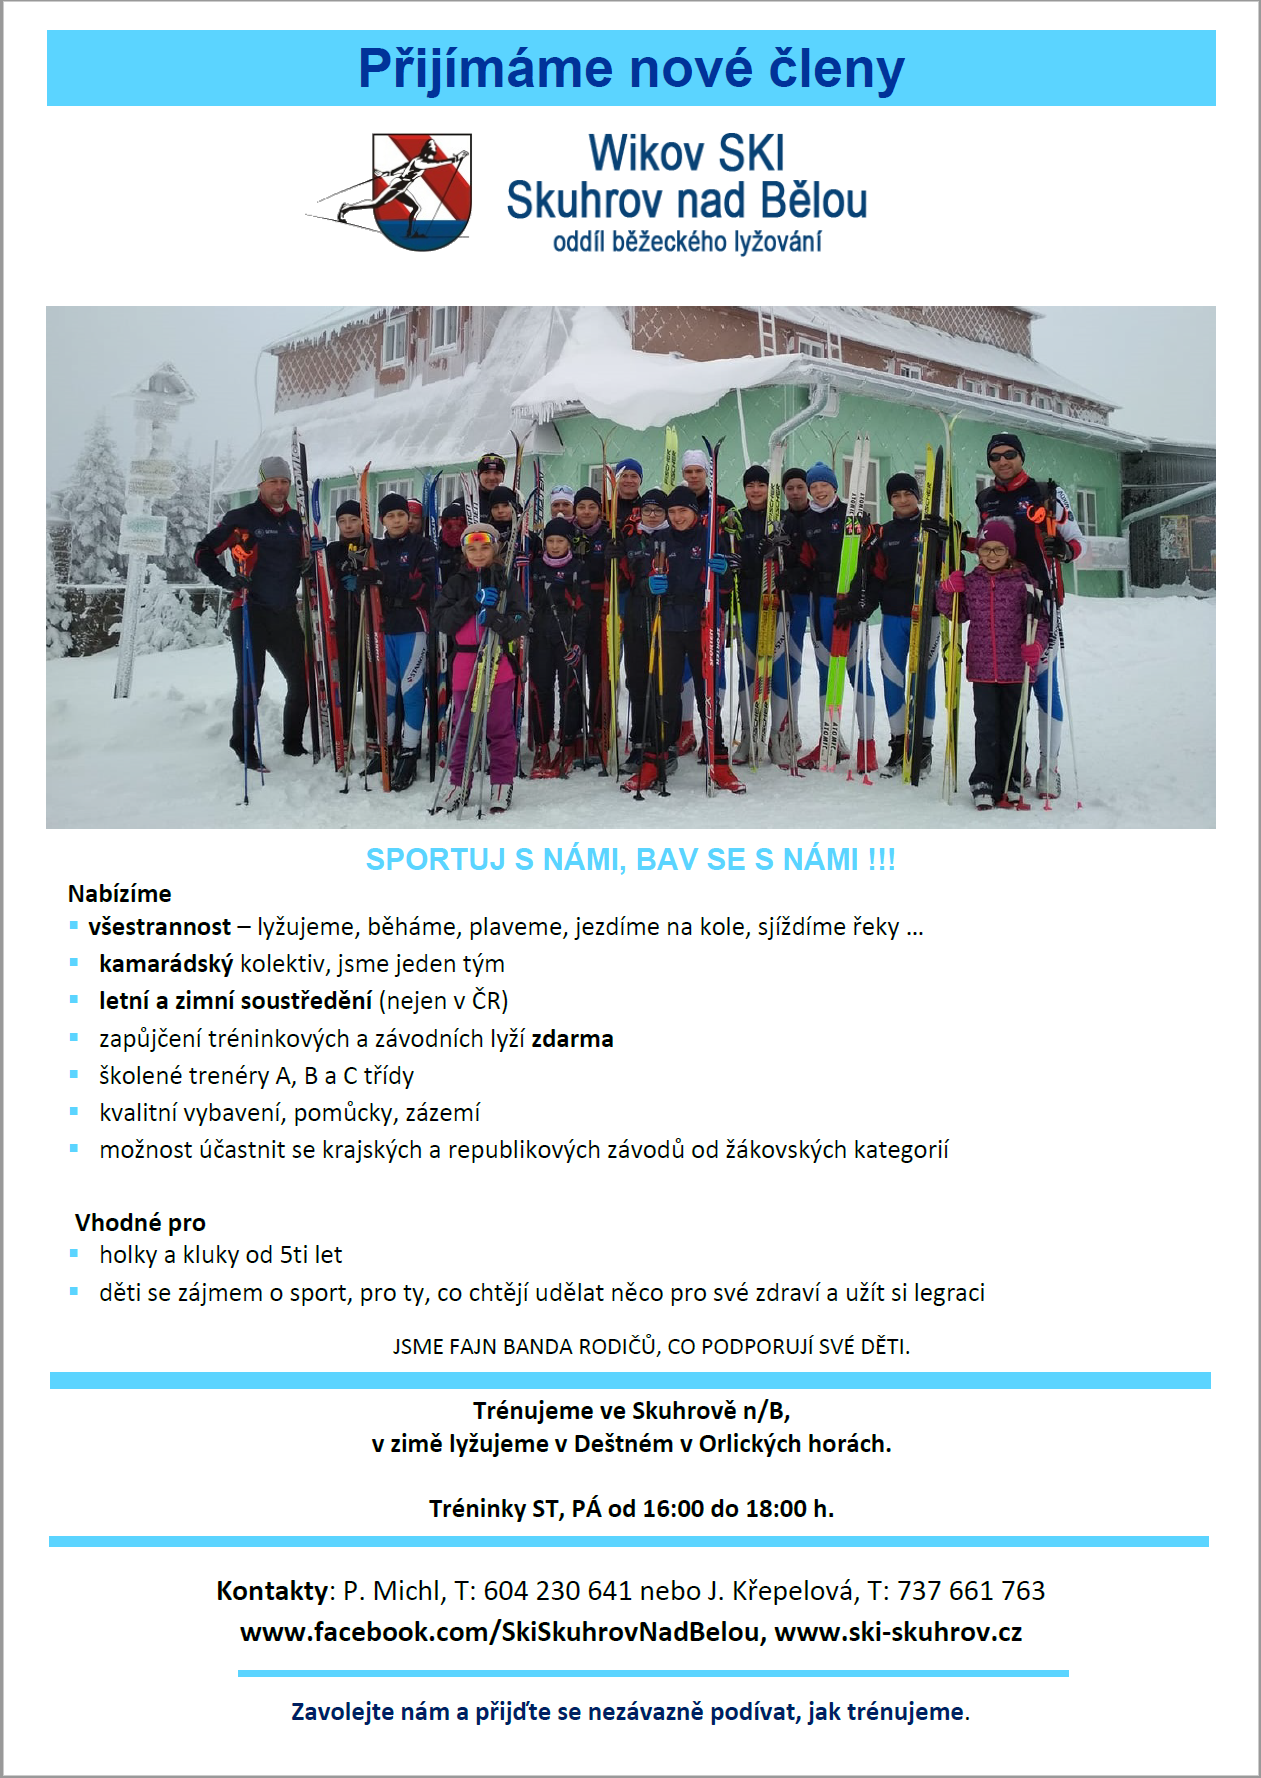 Přijímáme nové členy
Wikov SKI
Skuhrov nad Bělou
oddíl běžeckého lyžování
SPORTUJ S NÁMI, BAV SE S NÁMI !!!
Nabízíme
▪ všestrannost – lyžujeme, běháme, plaveme, jezdíme na kole, sjíždíme řeky ...
▪ kamarádský kolektiv, jsme jeden tým
▪ letní a zimní soustředění (nejen v ČR)
▪ zapůjčení tréninkových a závodních lyží zdarma
▪ školené trenéry A, B a C třídy
▪ kvalitní vybavení, pomůcky, zázemí
▪ možnost účastnit se krajských a republikových závodů od žákovských kategorií
Vhodné pro
▪ holky a kluky od 5ti let
▪ děti se zájmem o sport, pro ty, co chtějí udělat něco pro své zdraví a užít si legraci
JSME FAJN BANDA RODIČŮ, CO PODPORUJÍ SVÉ DĚTI.
Trénujeme ve Skuhrově n/B,
v zimě lyžujeme v Deštném v Orlických horách.
Tréninky ST, PÁ od 16:00 do 18:00 h.
Kontakty: P. Michl, T: 604 230 641 nebo J. Křepelová, T: 737 661 763
www.facebook.com/SkiSkuhrovNadBelou, www.ski-skuhrov.cz
Zavolejte nám a přijďte se nezávazně podívat, jak trénujeme.